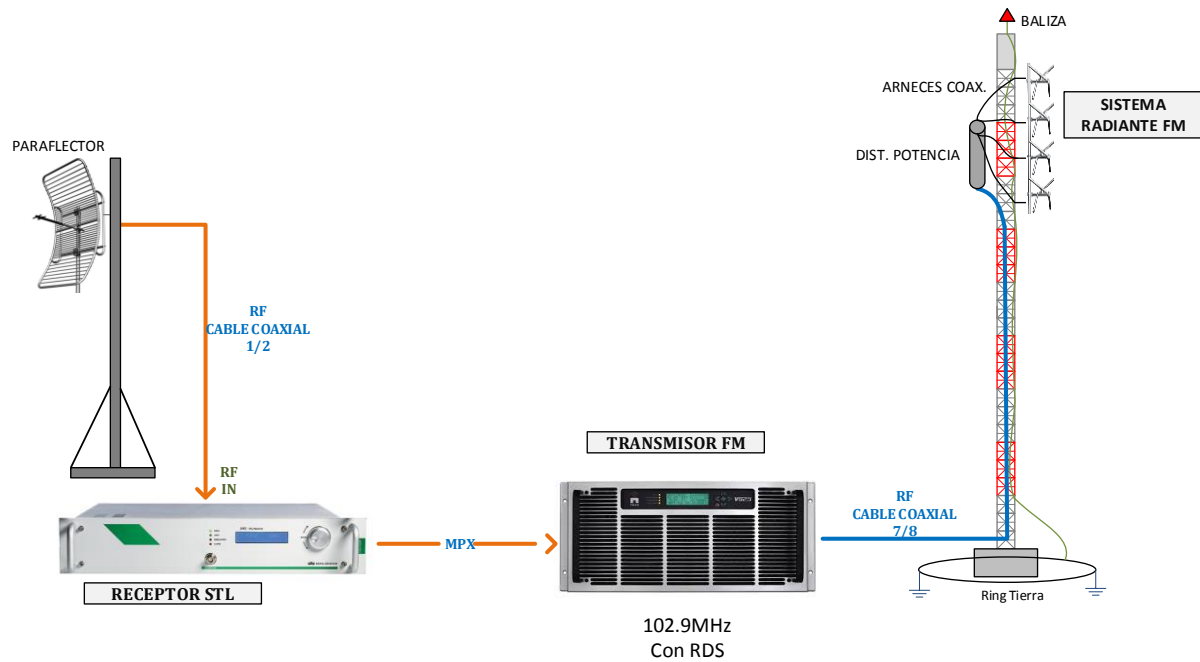 BALIZA
ARNECES COAX.
SISTEMA
RADIANTE FM
DIST. POTENCIA
PARAFLECTOR
RF
CABLE COAXIAL
1/2
TRANSMISOR FM
RF
IN
RF
CABLE COAXIAL
7/8
MPX
RECEPTOR STL
Ring Tierra
102.9MHz
Con RDS